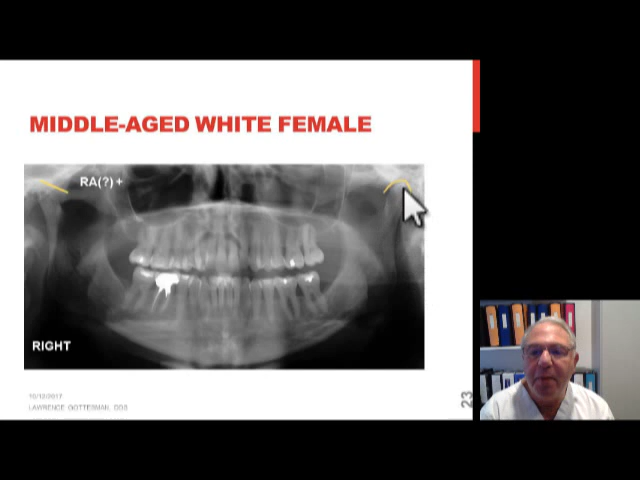 MIDDLE-AGED WHITE FEMALE
RA(?)+
RIGHT
10/12/2017
LAWRENCE GOTTESMAN, DDS
23